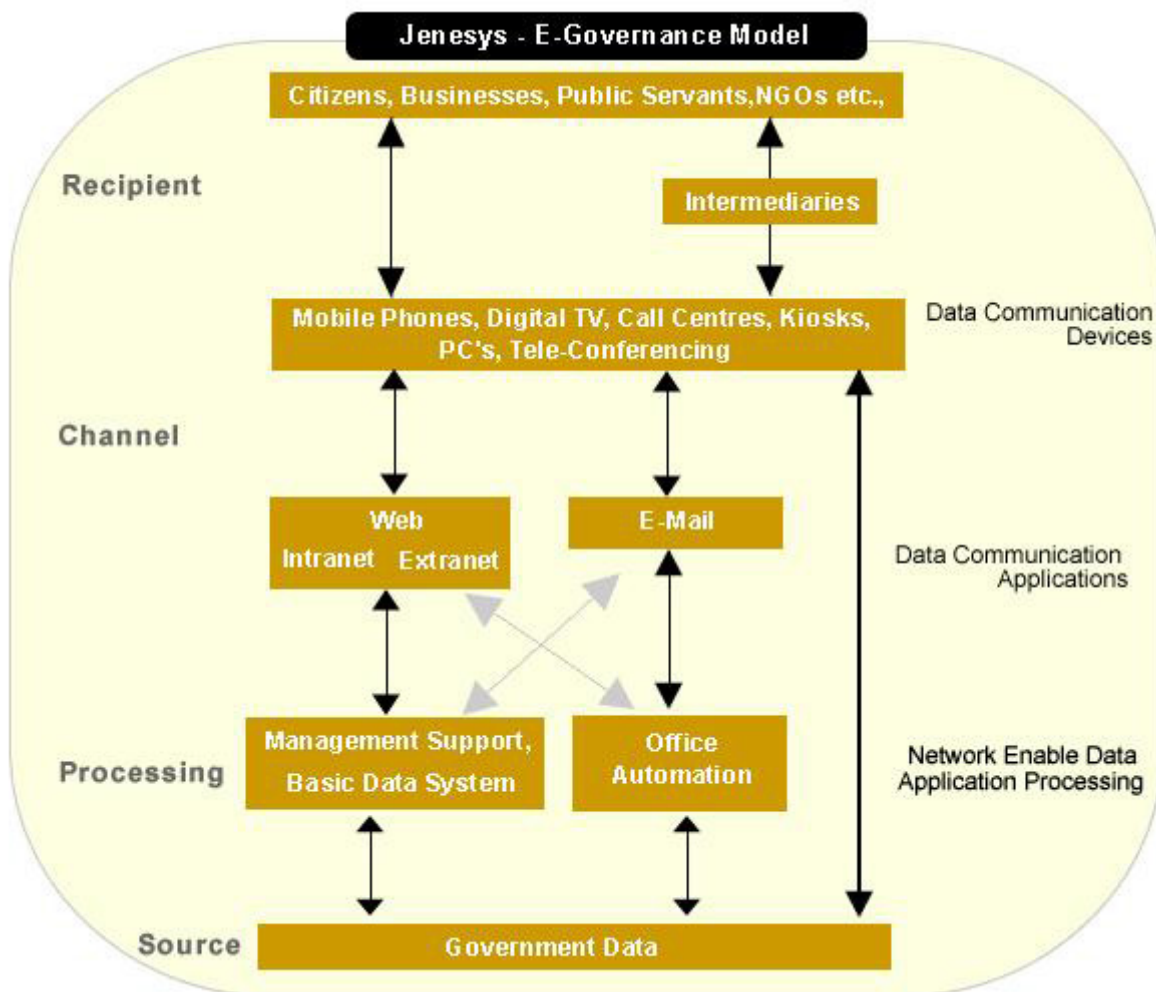 Jenesys - E-Governance Model
Citizens, Businesses, Public Servants,NGOs etc.,
Recipient
Intermediaries
Mobile Phones, Digital TV, Call Centres, Kiosks,
PC's, Tele-Conferencing
Data Communication
Devices
Channel
Web
Intranet Extranet
E-Mail
Data Communication
Applications
Processing
Management Support,
Basic Data System
Office
Automation
Network Enable Data
Application Processing
Source
Government Data